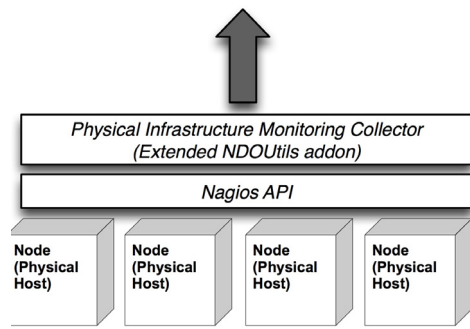 Physical Infrastructure Monitoring Collector
(Extended NDOUtils addon)
Nagios API
Node
(Physical
Host)
Node
(Physical
Host)
Node
(Physical
Host)
Node
(Physical
Host)